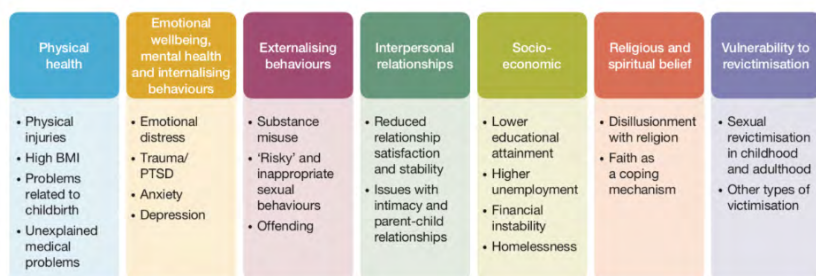 Physical
health
• Physical
injuries
• High BMI
• Problems
related to
childbirth
• Unexplained
medical
problems
Emotional
wellbeing,
mental health
and internalising
behaviours
• Emotional
distress
• Trauma/
PTSD
• Anxiety
• Depression
Externalising
behaviours
• Substance
misuse
• ‘Risky’ and
inappropriate
sexual
behaviours
• Offending
Interpersonal
relationships
• Reduced
relationship
satisfaction
and stability
• Issues with
intimacy and
parent-child
relationships
Socio-
economic
• Lower
educational
attainment
• Higher
unemployment
• Financial
instability
• Homelessness
Religious and
spiritual belief
• Disillusionment
with religion
• Faith as
a coping
mechanism
Vulnerability to
revictimisation
• Sexual
revictimisation
in childhood
and adulthood
• Other types of
victimisation